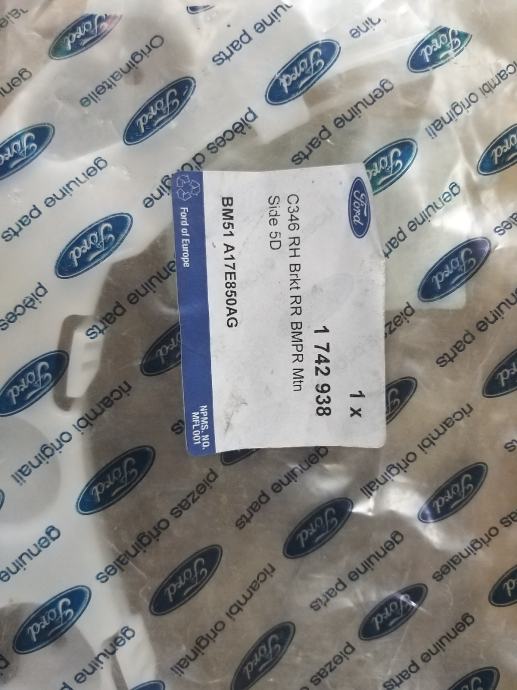 Ford
1 x
1 742 938
C346 RH Brkt RR BMPR Mtn
Side 5D
BM51 A17E850AG
Ford of Europe
NPMS. NO.
MFL 001
Ford
genuine parts
Originalteile
pièces
piezas originales
ricambi originali